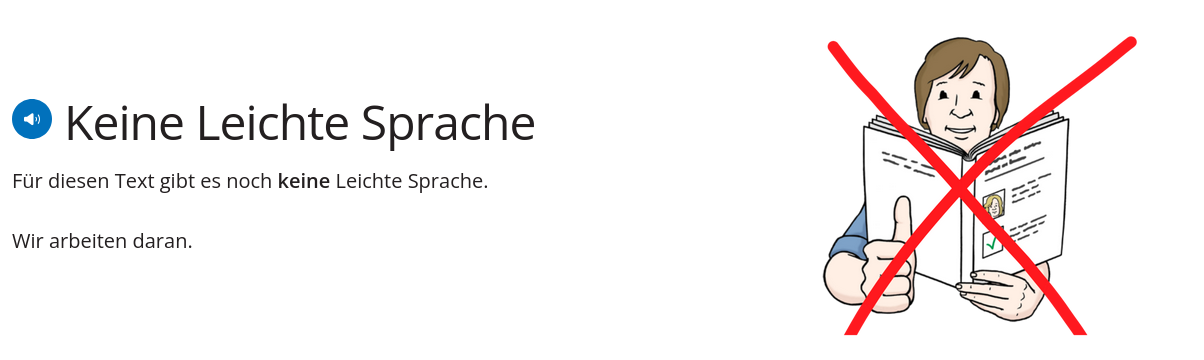 Keine Leichte Sprache
Für diesen Text gibt es noch keine Leichte Sprache.
Wir arbeiten daran.